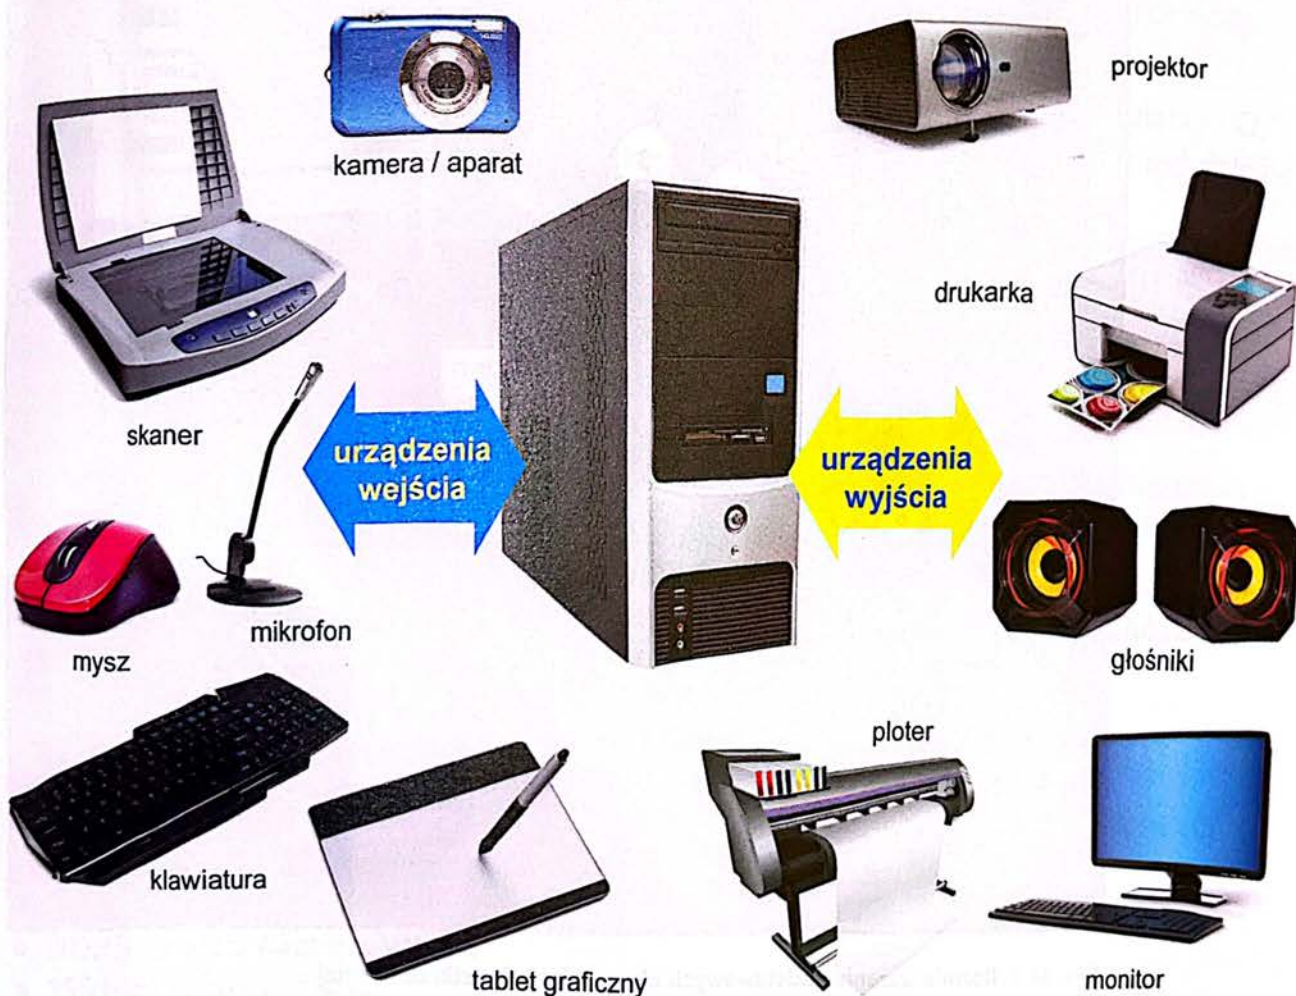 kamera / aparat
projektor
drukarka
skaner
urządzenia
wejścia
urządzenia
wyjścia
mikrofon
mysz
głośniki
ploter
klawiatura
tablet graficzny
monitor